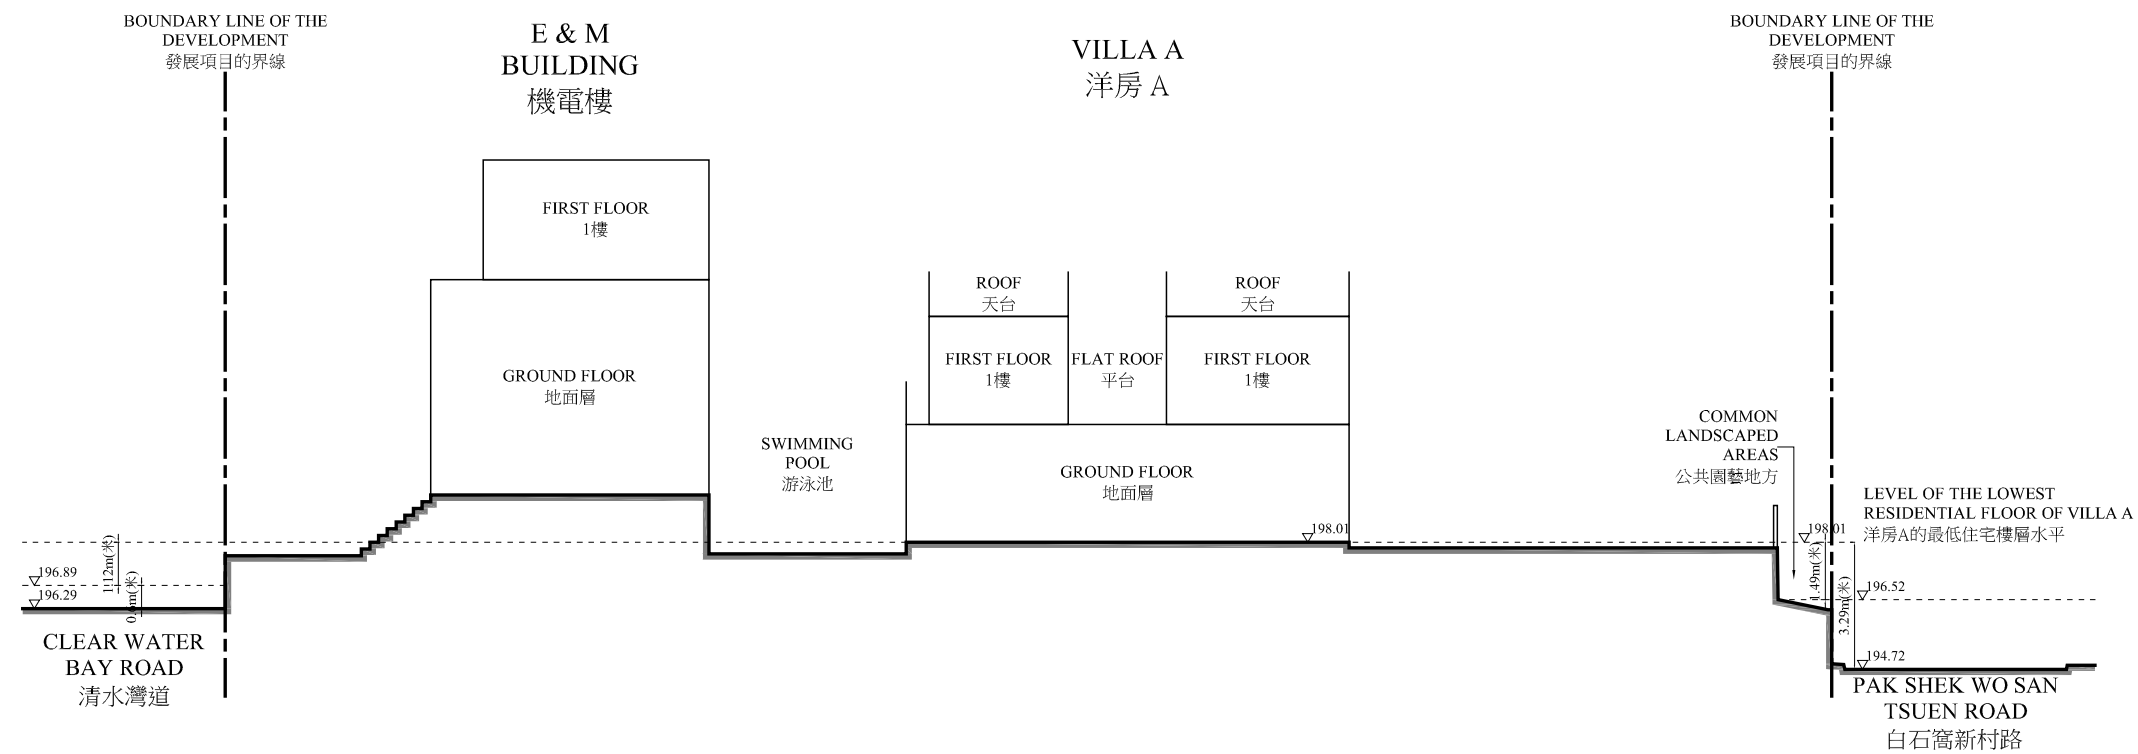 BOUNDARY LINE OF THE
DEVELOPMENT
發展項目的界線
E & M
BUILDING
機電樓
VILLA A
洋房 A
BOUNDARY LINE OF THE
DEVELOPMENT
發展項目的界線
FIRST FLOOR
1樓
GROUND FLOOR
地面層
SWIMMING
POOL
游泳池
ROOF
天台
ROOF
天台
FIRST FLOOR
1樓
FLAT ROOF
平台
FIRST FLOOR
1樓
GROUND FLOOR
地面層
198.01
COMMON
LANDSCAPED
AREAS
公共園藝地方
198.01
LEVEL OF THE LOWEST
RESIDENTIAL FLOOR OF VILLA A
洋房A的最低住宅樓層水平
1.12m(米)
196.89
196.29
0.6m(米)
1.49m(米)
3.29m(米)
196.52
194.72
CLEAR WATER
BAY ROAD
清水灣道
PAK SHEK WO SAN
TSUEN ROAD
白石窩新村路